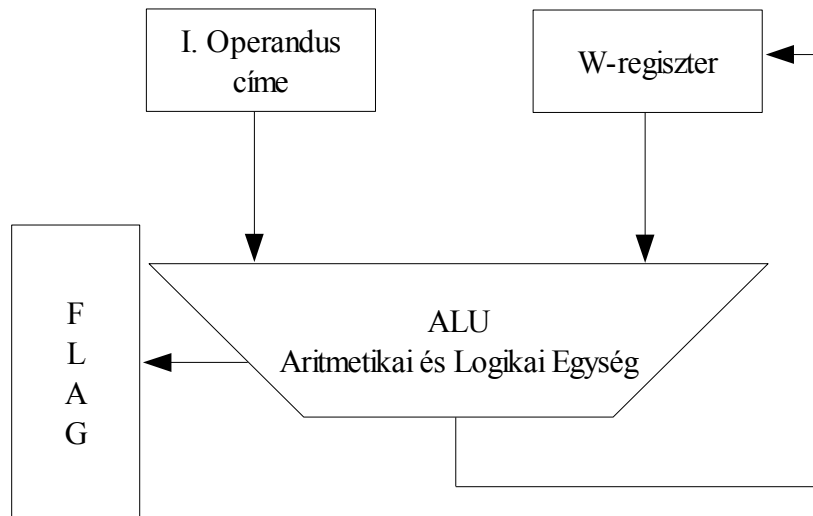 I. Operandus
címe
W-regiszter
F
L
A
G
ALU
Aritmetikai és Logikai Egység